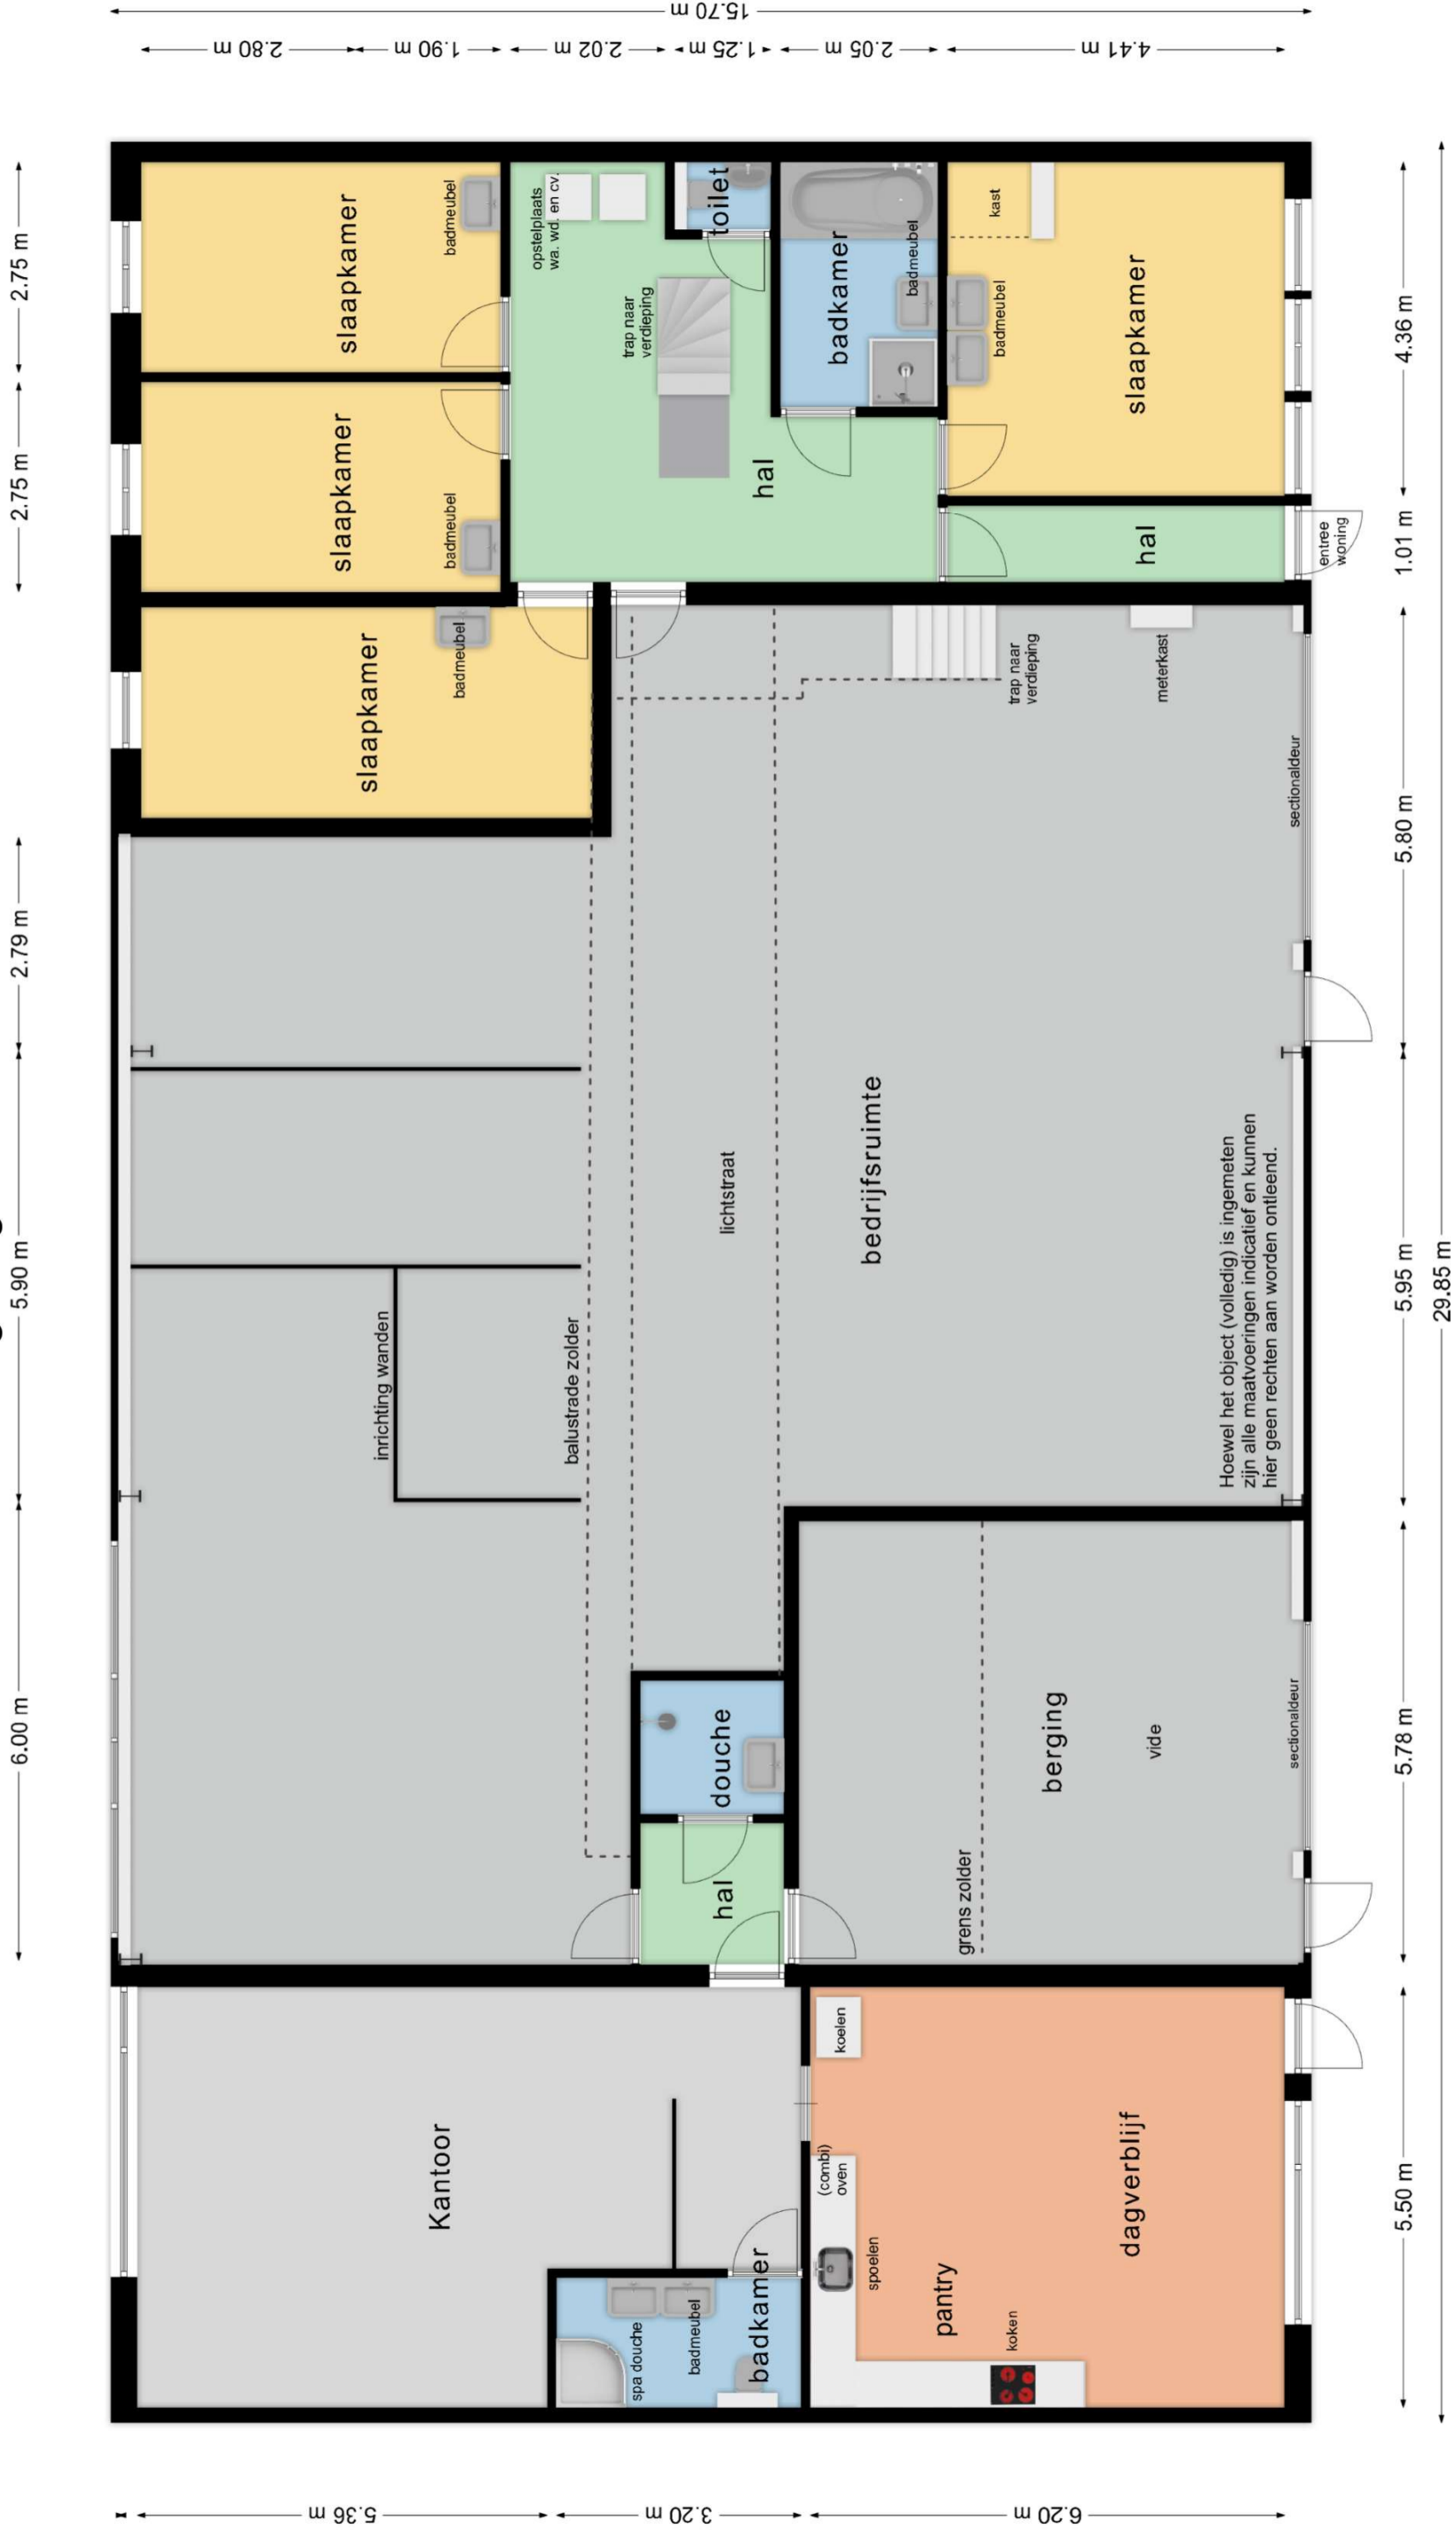 6.00 m
5.90 m
2.79 m
2.75 m
2.75 m
5.36 m
3.20 m
6.20 m
Kantoor
spa douche
badmeubel
badkamer
inrichting wanden
balustrade zolder
slaapkamer
badmeubel
slaapkamer
badmeubel
slaapkamer
badmeubel
opstelplaats
wa. wd. en cv.
trap naar
verdieping
toilet
hal
badkamer
badmeubel
hal
douche
lichtstraat
bedrijfsruimte
koelen
(combi)
oven
spoelen
pantry
koken
dagverblijf
grens zolder
berging
vide
sectionaldeur
trap naar
verdieping
meterkast
sectionaldeur
kast
badmeubel
slaapkamer
hal
entree
woning
Hoewel het object (volledig) is ingemeten
zijn alle maatvoeringen indicatief en kunnen
hier geen rechten aan worden ontleend.
2.80 m
1.90 m
2.02 m
1.25 m
2.05 m
4.41 m
15.70 m
5.50 m
5.78 m
5.95 m
5.80 m
1.01 m
4.36 m
29.85 m